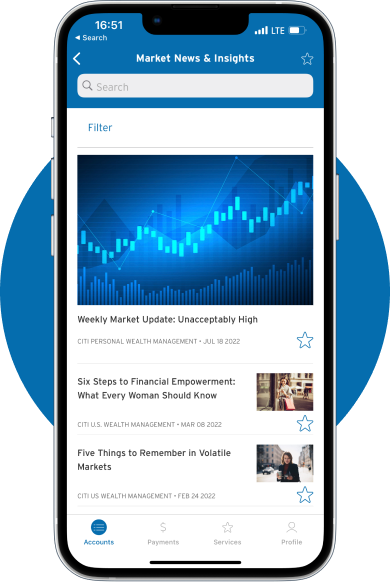 16:51
LTE
◀ Search
Market News & Insights
Search
Filter
Weekly Market Update: Unacceptably High
CITI PERSONAL WEALTH MANAGEMENT • JUL 18 2022
Six Steps to Financial Empowerment:
What Every Woman Should Know
CITI U.S. WEALTH MANAGEMENT • MAR 08 2022
Five Things to Remember in Volatile
Markets
CITI US WEALTH MANAGEMENT • FEB 24 2022
Accounts
Payments
Services
Profile